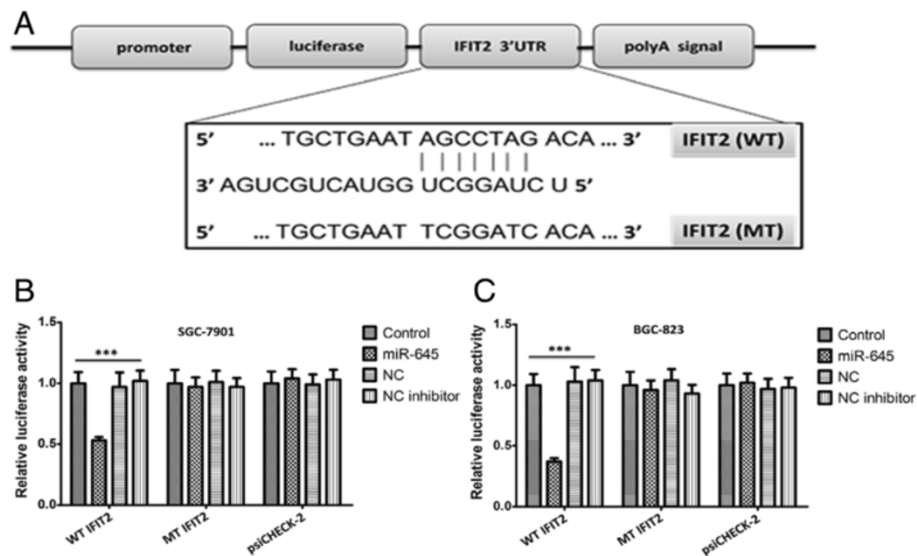 A
promoter luciferase IFIT2 3'UTR polyA signal
5' ... TGCTGAAT AGCCTAG ACA ... 3' IFIT2 (WT)
3' AGUCGUCAUGG UCGGAUC U 5'
5' ... TGCTGAAT TCGGATC ACA ... 3' IFIT2 (MT)
B
SGC-7901
Relative luciferase activity
1.5
1.0
0.5
0.0
***
WT IFIT2
MT IFIT2
psiCHECK-2
Control
miR-645
NC
NC inhibitor
C
BGC-823
Relative luciferase activity
1.5
1.0
0.5
0.0
***
WT IFIT2
MT IFIT2
psiCHECK-2
Control
miR-645
NC
NC inhibitor